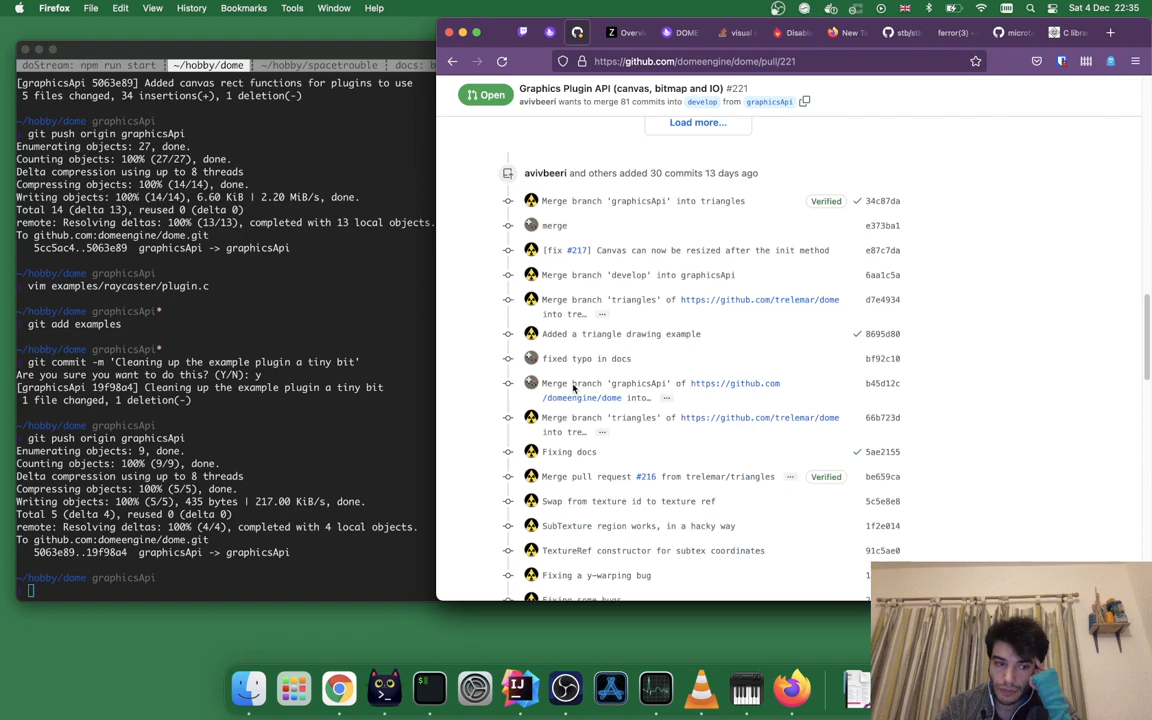 Firefox File Edit View History Bookmarks Tools Window Help Sat 4 Dec 22:35
doStream: npm run start ~/hobby/dome ~/hobby/spacetrouble docs: b
[graphicsApi 5063e89] Added canvas rect functions for plugins to use
5 files changed, 34 insertions(+), 1 deletion(-)
~/hobby/dome graphicsApi
git push origin graphicsApi
Enumerating objects: 27, done.
Counting objects: 100% (27/27), done.
Delta compression using up to 8 threads
Compressing objects: 100% (14/14), done.
Writing objects: 100% (14/14), 6.60 KiB | 2.20 MiB/s, done.
Total 14 (delta 13), reused 0 (delta 0)
remote: Resolving deltas: 100% (13/13), completed with 13 local objects.
To github.com:domeengine/dome.git
5cc5ac4..5063e89 graphicsApi -> graphicsApi
~/hobby/dome graphicsApi
vim examples/raycaster/plugin.c
~/hobby/dome graphicsApi*
git add examples
~/hobby/dome graphicsApi*
git commit -m 'Cleaning up the example plugin a tiny bit'
Are you sure you want to do this? (Y/N): y
[graphicsApi 19f98a4] Cleaning up the example plugin a tiny bit
1 file changed, 1 deletion(-)
~/hobby/dome graphicsApi
git push origin graphicsApi
Enumerating objects: 9, done.
Counting objects: 100% (9/9), done.
Delta compression using up to 8 threads
Compressing objects: 100% (5/5), done.
Writing objects: 100% (5/5), 435 bytes | 217.00 KiB/s, done.
Total 5 (delta 4), reused 0 (delta 0)
remote: Resolving deltas: 100% (4/4), completed with 4 local objects.
To github.com:domeengine/dome.git
5063e89..19f98a4 graphicsApi -> graphicsApi
~/hobby/dome graphicsApi
Overvi DOME visual Disabl New Ta stb/stb ferror(3) - microt C libra
https://github.com/domeengine/dome/pull/221
Open Graphics Plugin API (canvas, bitmap and IO) #221
avivbeeri wants to merge 81 commits into develop from graphicsApi
Load more...
avivbeeri and others added 30 commits 13 days ago
Merge branch 'graphicsApi' into triangles Verified 34c87da
merge e373ba1
[fix #217] Canvas can now be resized after the init method e87c7da
Merge branch 'develop' into graphicsApi 6aa1c5a
Merge branch 'triangles' of https://github.com/trelemar/dome d7e4934
into tre… …
Added a triangle drawing example 8695d80
fixed typo in docs bf92c10
Merge branch 'graphicsApi' of https://github.com b45d12c
/domeengine/dome into… …
Merge branch 'triangles' of https://github.com/trelemar/dome 66b723d
into tre… …
Fixing docs 5ae2155
Merge pull request #216 from trelemar/triangles … Verified be659ca
Swap from texture id to texture ref 5c5e8e8
SubTexture region works, in a hacky way 1f2e014
TextureRef constructor for subtex coordinates 91c5ae0
Fixing a y-warping bug
Fixing some bugs